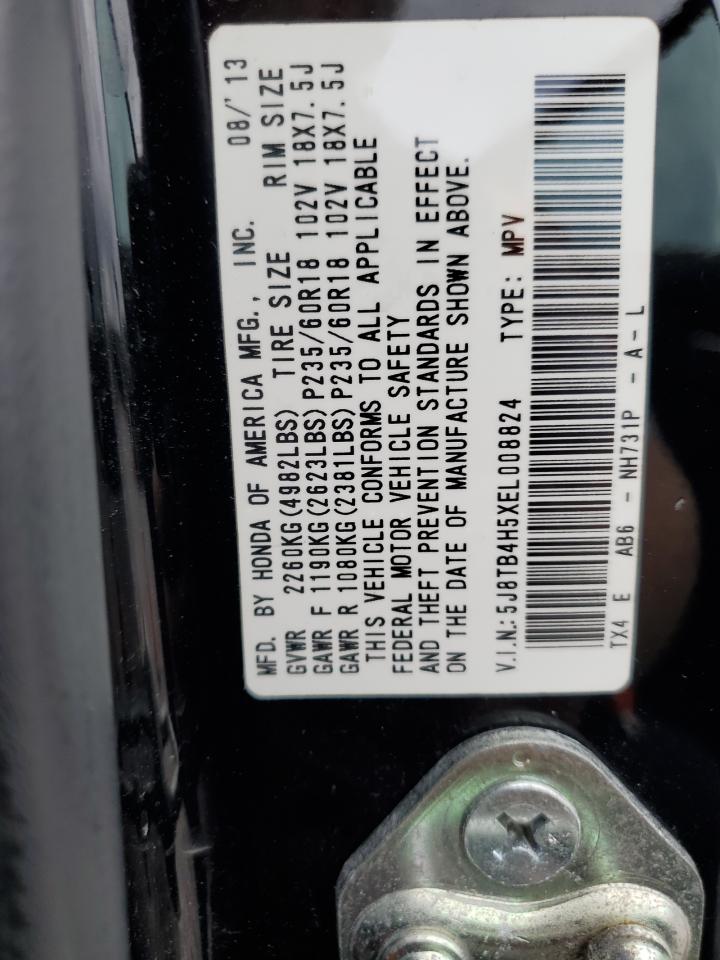 MFD. BY HONDA OF AMERICA MFG., INC. 08/'13
GVWR 2260KG(4982LBS) TIRE SIZE RIM SIZE
GAWR F 1190KG(2623LBS)P235/60R18 102V 18X7.5J
GAWR R 1080KG(2381LBS)P235/60R18 102V 18X7.5J
THIS VEHICLE CONFORMS TO ALL APPLICABLE
FEDERAL MOTOR VEHICLE SAFETY
AND THEFT PREVENTION STANDARDS IN EFFECT
ON THE DATE OF MANUFACTURE SHOWN ABOVE.
V.I.N.:5J8TB4H5XEL008824 TYPE: MPV
TX4 E AB6 - NH731P - A - L